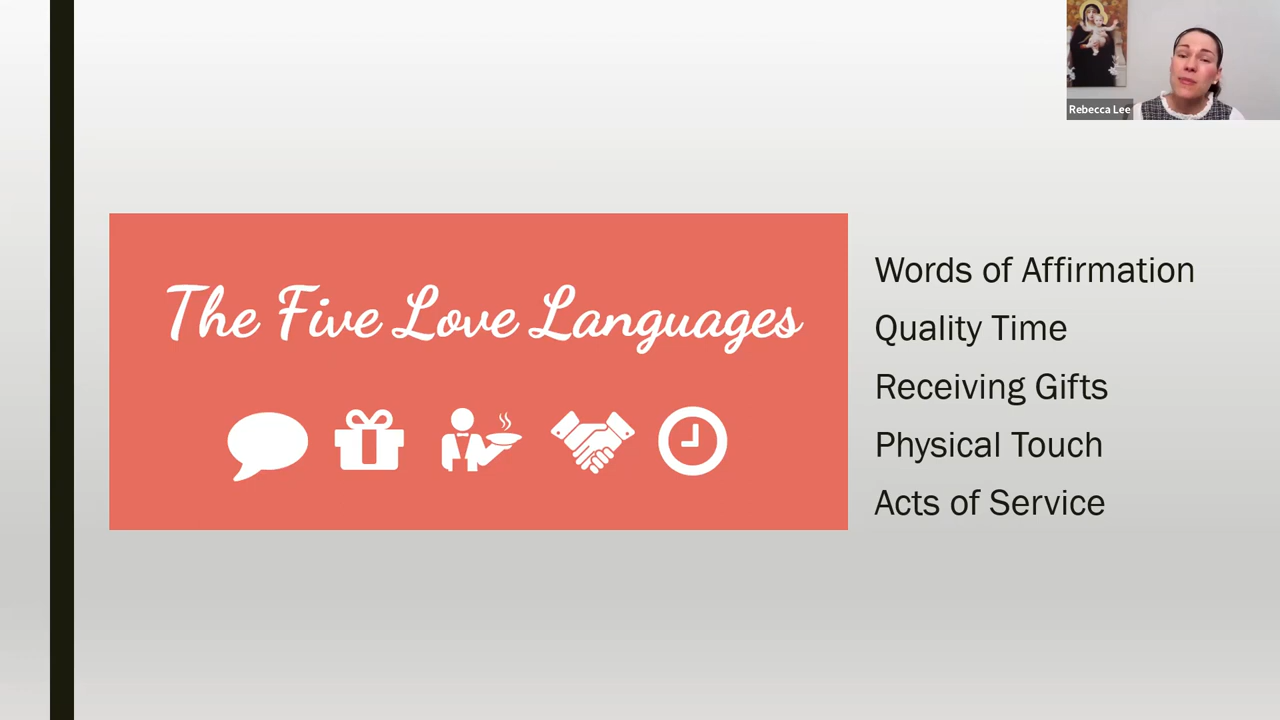 Rebecca Lee
The Five Love Languages
Words of Affirmation
Quality Time
Receiving Gifts
Physical Touch
Acts of Service